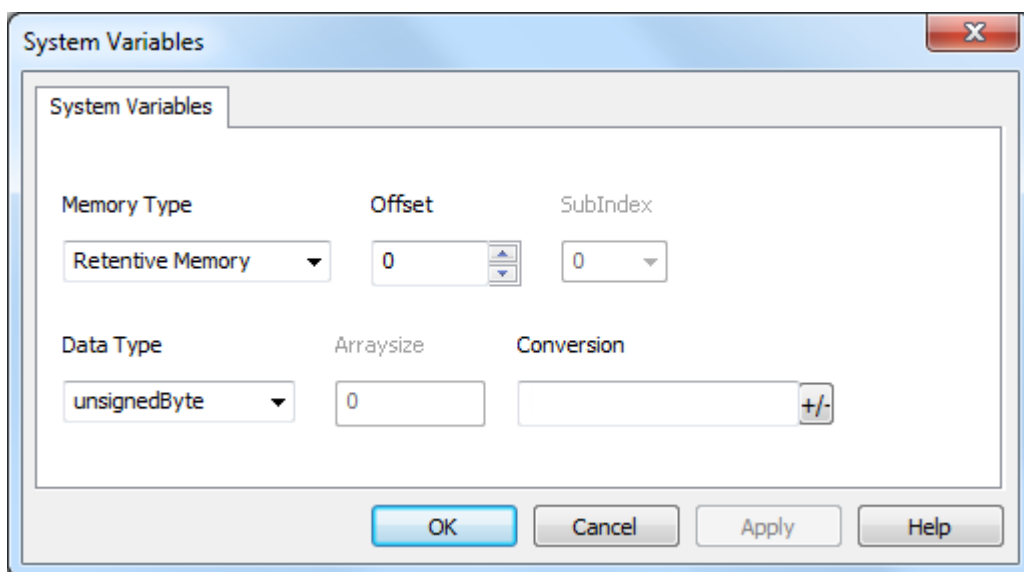 System Variables
System Variables
Memory Type Offset SubIndex
Retentive Memory 0 0
Data Type Arraysize Conversion
unsignedByte 0 +/-
OK Cancel Apply Help